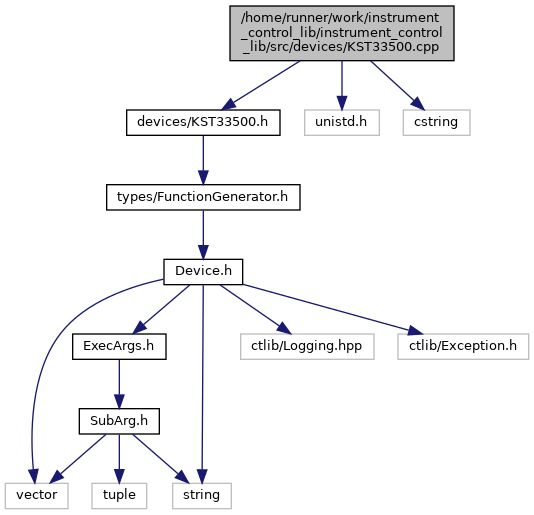 /home/runner/work/instrument
_control_lib/instrument_control
_lib/src/devices/KST33500.cpp
devices/KST33500.h
unistd.h
cstring
types/FunctionGenerator.h
Device.h
ExecArgs.h
ctlib/Logging.hpp
ctlib/Exception.h
SubArg.h
vector
tuple
string